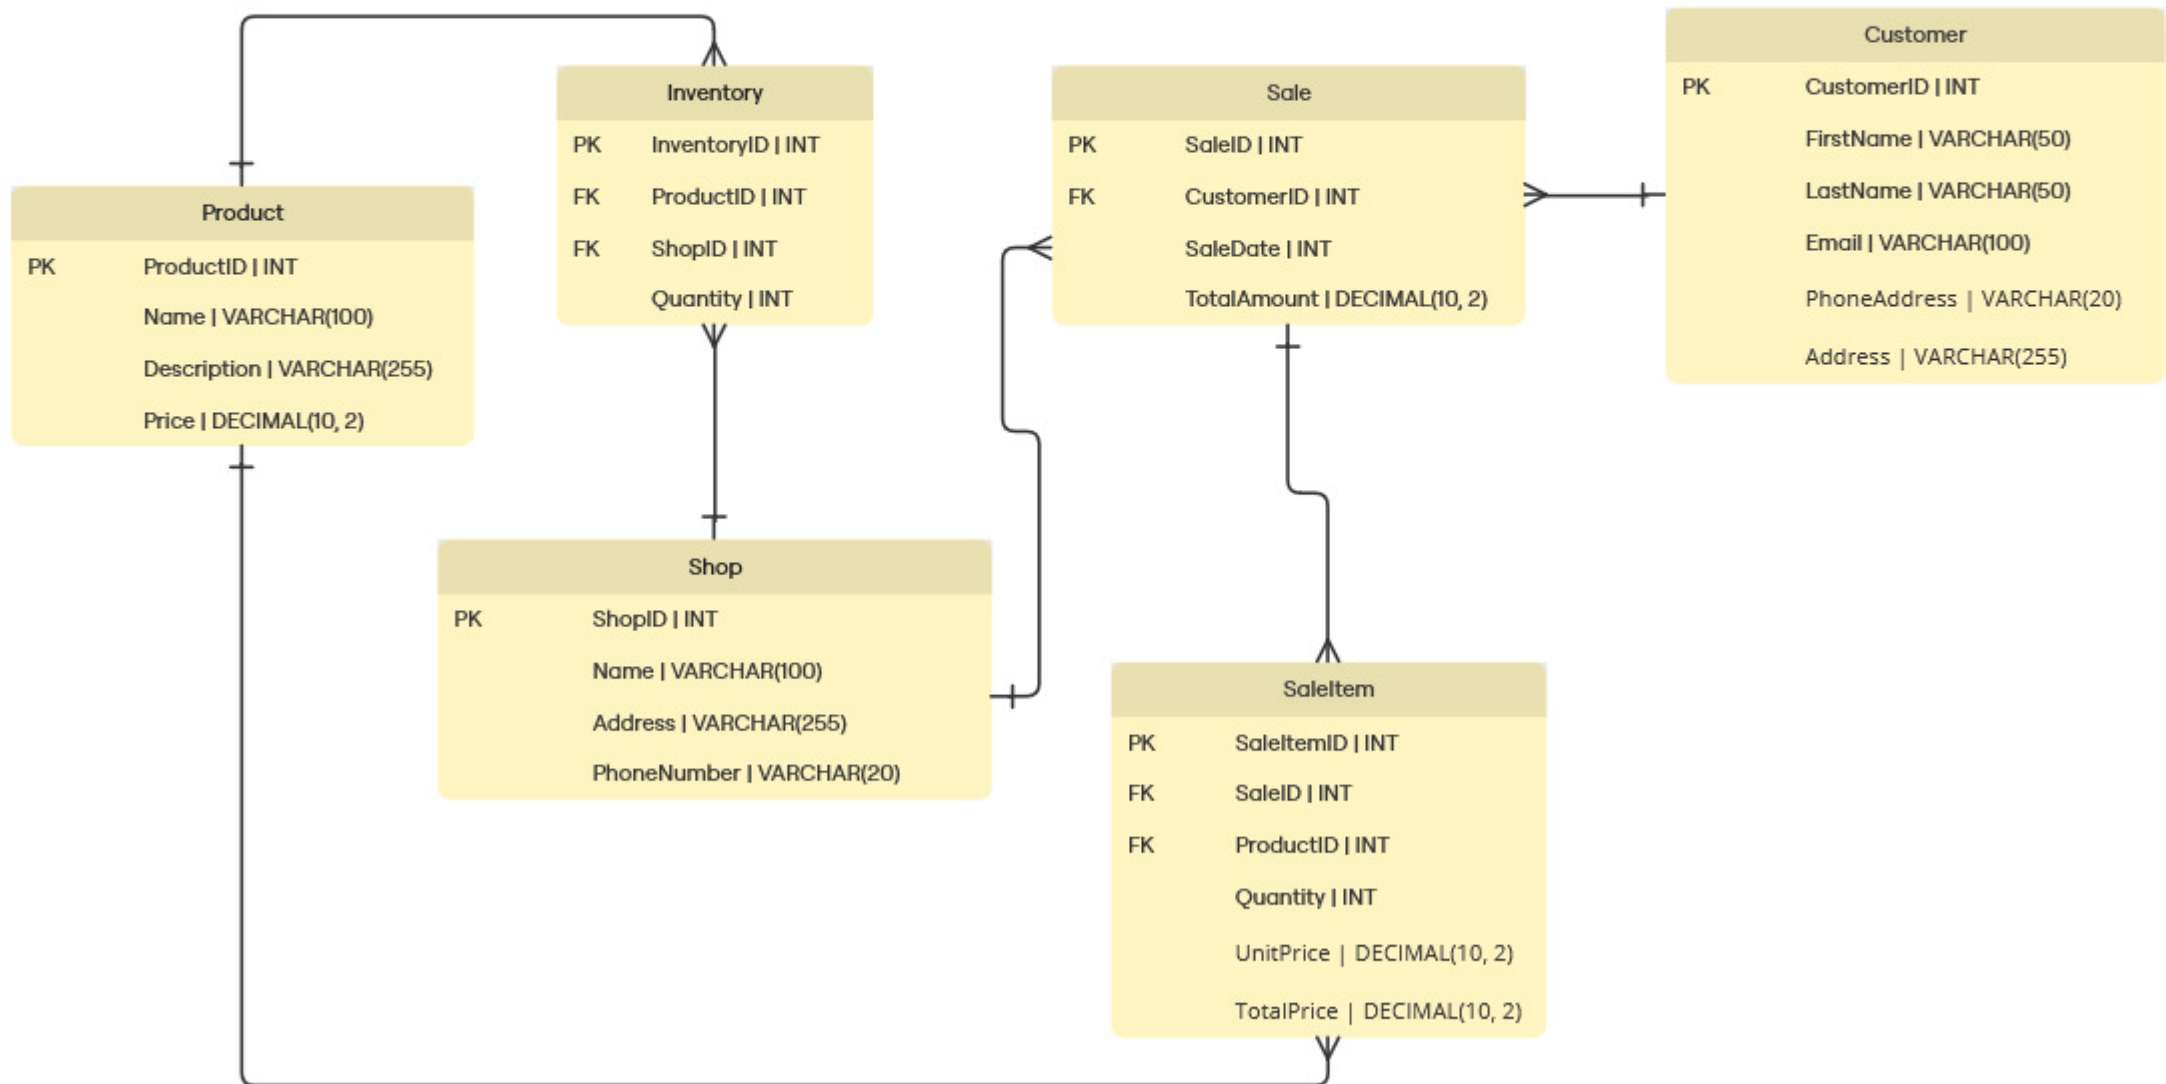 Product
PK ProductID | INT
Name | VARCHAR(100)
Description | VARCHAR(255)
Price | DECIMAL(10, 2)
Inventory
PK InventoryID | INT
FK ProductID | INT
FK ShopID | INT
Quantity | INT
Shop
PK ShopID | INT
Name | VARCHAR(100)
Address | VARCHAR(255)
PhoneNumber | VARCHAR(20)
Sale
PK SaleID | INT
FK CustomerID | INT
SaleDate | INT
TotalAmount | DECIMAL(10, 2)
Customer
PK CustomerID | INT
FirstName | VARCHAR(50)
LastName | VARCHAR(50)
Email | VARCHAR(100)
PhoneAddress | VARCHAR(20)
Address | VARCHAR(255)
SaleItem
PK SaleItemID | INT
FK SaleID | INT
FK ProductID | INT
Quantity | INT
UnitPrice | DECIMAL(10, 2)
TotalPrice | DECIMAL(10, 2)